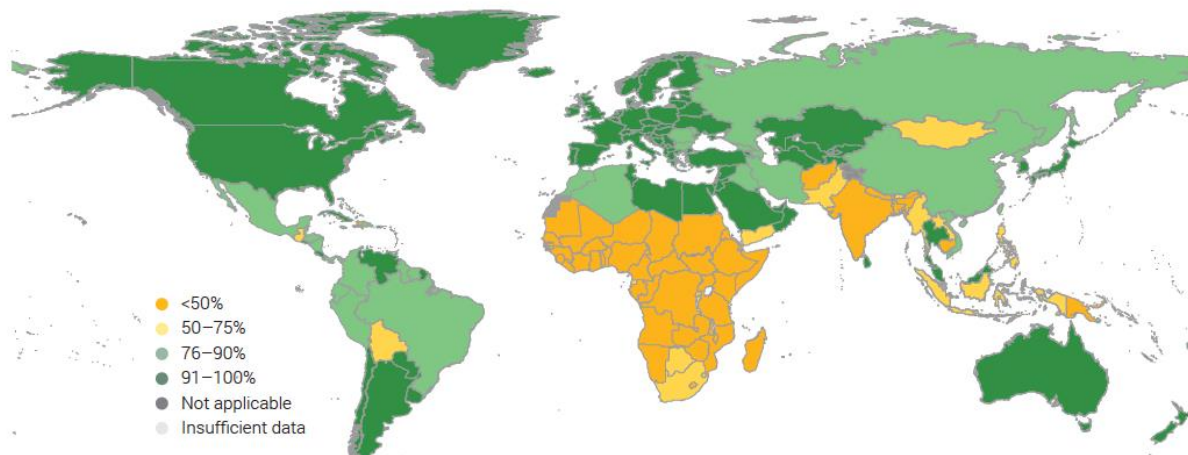 <50%
50–75%
76–90%
91–100%
Not applicable
Insufficient data